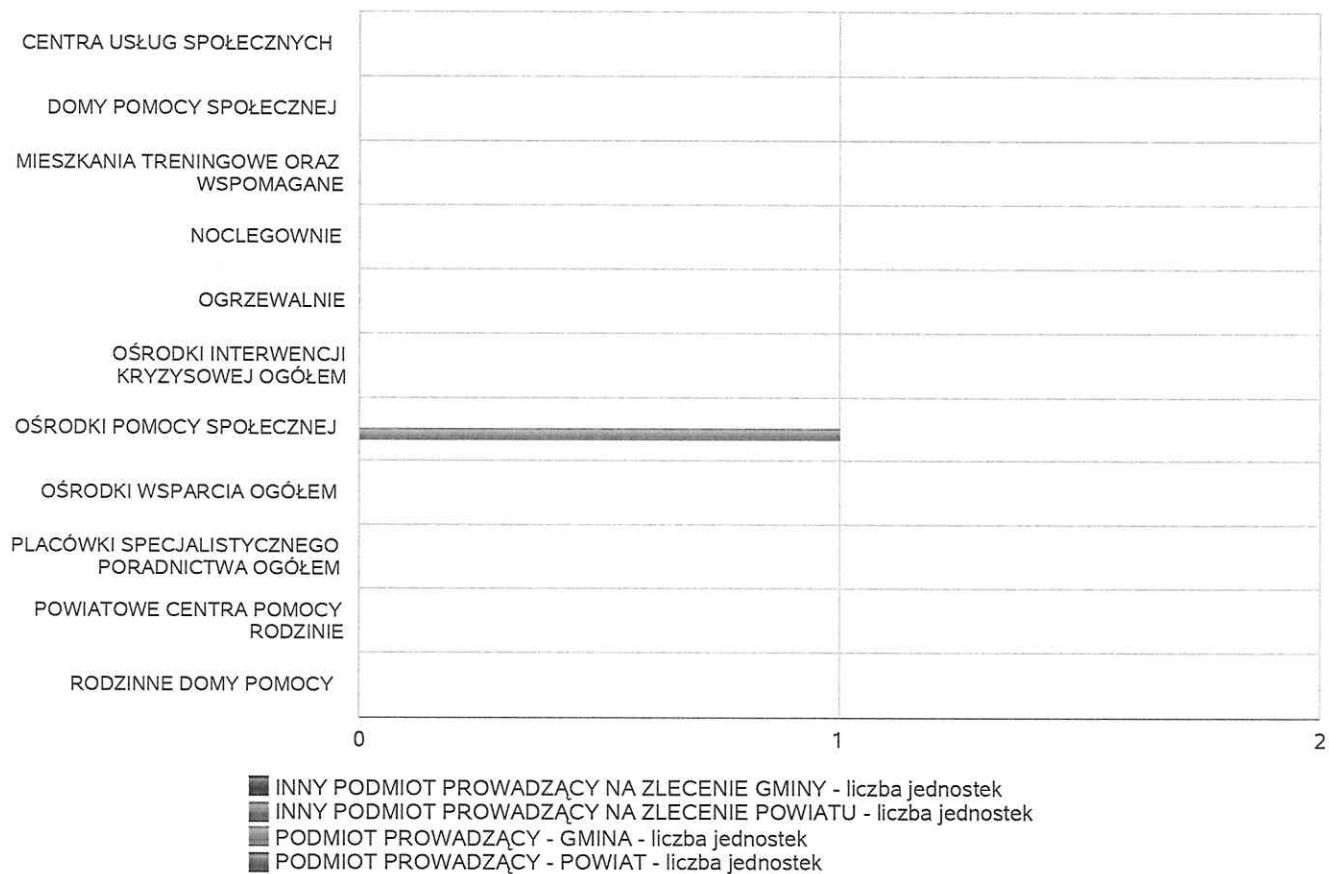 CENTRA USŁUG SPOŁECZNYCH
DOMY POMOCY SPOŁECZNEJ
MIESZKANIA TRENINGOWE ORAZ
WSPOMAGANE
NOCLEGOWNIE
OGRZEWALNIE
OŚRODKI INTERWENCJI
KRYZYSOWEJ OGÓŁEM
OŚRODKI POMOCY SPOŁECZNEJ
OŚRODKI WSPARCIA OGÓŁEM
PLACÓWKI SPECJALISTYCZNEGO
PORADNICTWA OGÓŁEM
POWIATOWE CENTRA POMOCY
RODZINIE
RODZINNE DOMY POMOCY
0 1 2
INNY PODMIOT PROWADZĄCY NA ZLECENIE GMINY - liczba jednostek
INNY PODMIOT PROWADZĄCY NA ZLECENIE POWIATU - liczba jednostek
PODMIOT PROWADZĄCY - GMINA - liczba jednostek
PODMIOT PROWADZĄCY - POWIAT - liczba jednostek